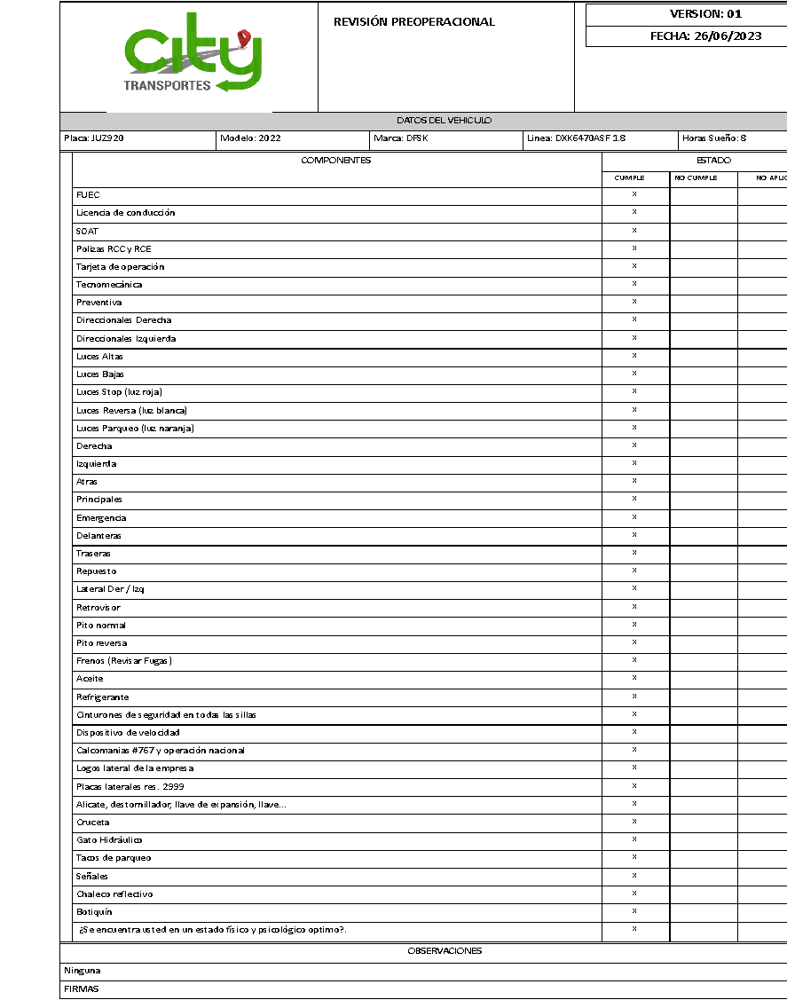 city
TRANSPORTES
REVISIÓN PREOPERACIONAL
VERSION: 01
FECHA: 26/06/2023
DATOS DEL VEHICULO
Placa: JUZ920 Modelo: 2022 Marca: DFSK Linea: DXK6470ASF 1.8 Horas Sueño: 8
COMPONENTES ESTADO
CUMPLE NO CUMPLE NO APLIC
FUEC x
Licencia de conducción x
SOAT x
Polizas RCC y RCE x
Tarjeta de operación x
Tecnomecánica x
Preventiva x
Direccionales Derecha x
Direccionales Izquierda x
Luces Altas x
Luces Bajas x
Luces Stop (luz roja) x
Luces Reversa (luz blanca) x
Luces Parqueo (luz naranja) x
Derecha x
Izquierda x
Atras x
Principales x
Emergencia x
Delanteras x
Traseras x
Repuesto x
Lateral Der / Izq x
Retrovisor x
Pito normal x
Pito reversa x
Frenos (Revisar Fugas) x
Aceite x
Refrigerante x
Cinturones de seguridad en todas las sillas x
Dispositivo de velocidad x
Calcomanias #767 y operación nacional x
Logos lateral de la empresa x
Placas laterales res. 2999 x
Alicate, destornillador, llave de expansión, llave... x
Cruceta x
Gato Hidráulico x
Tacos de parqueo x
Señales x
Chaleco reflectivo x
Botiquín x
¿Se encuentra usted en un estado físico y psicológico optimo?. x
OBSERVACIONES
Ninguna
FIRMAS